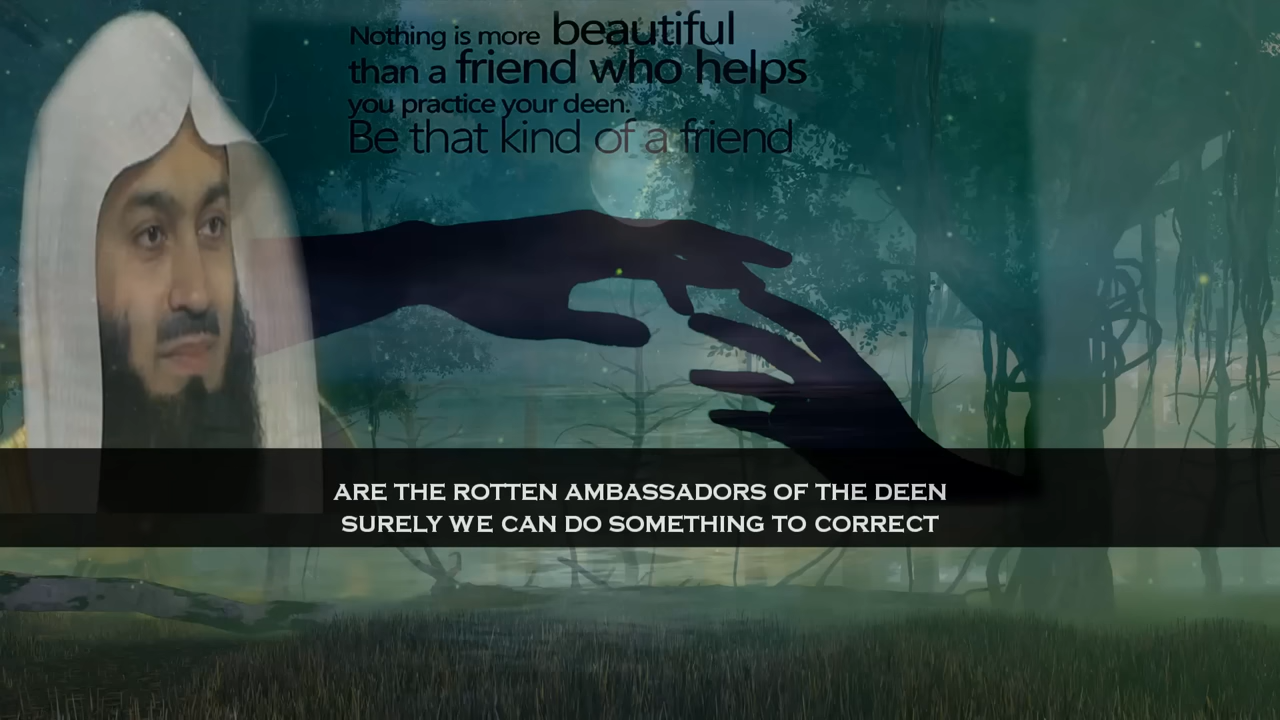 Nothing is more beautiful
than a friend who helps
you practice your deen.
Be that kind of a friend
ARE THE ROTTEN AMBASSADORS OF THE DEEN
SURELY WE CAN DO SOMETHING TO CORRECT